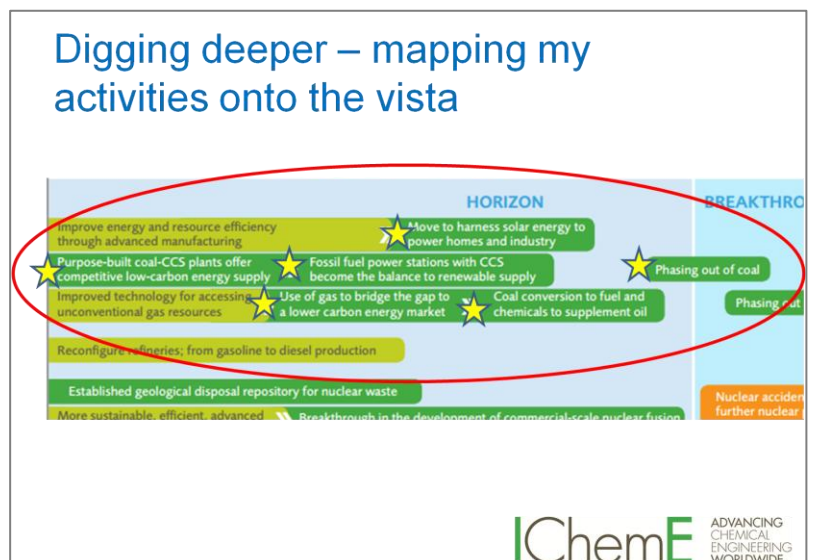 Digging deeper – mapping my
activities onto the vista
HORIZON
BREAKTHRO
Improve energy and resource efficiency
through advanced manufacturing
Move to harness solar energy to
power homes and industry
Purpose-built coal-CCS plants offer
competitive low-carbon energy supply
Fossil fuel power stations with CCS
become the balance to renewable supply
Phasing out of coal
Improved technology for accessing
unconventional gas resources
Use of gas to bridge the gap to
a lower carbon energy market
Coal conversion to fuel and
chemicals to supplement oil
Phasing out
Reconfigure refineries; from gasoline to diesel production
Established geological disposal repository for nuclear waste
More sustainable, efficient, advanced
Breakthrough in the development of commercial-scale nuclear fusion
Nuclear acciden
further nuclear
IChemE
ADVANCING
CHEMICAL
ENGINEERING
WORLDWIDE